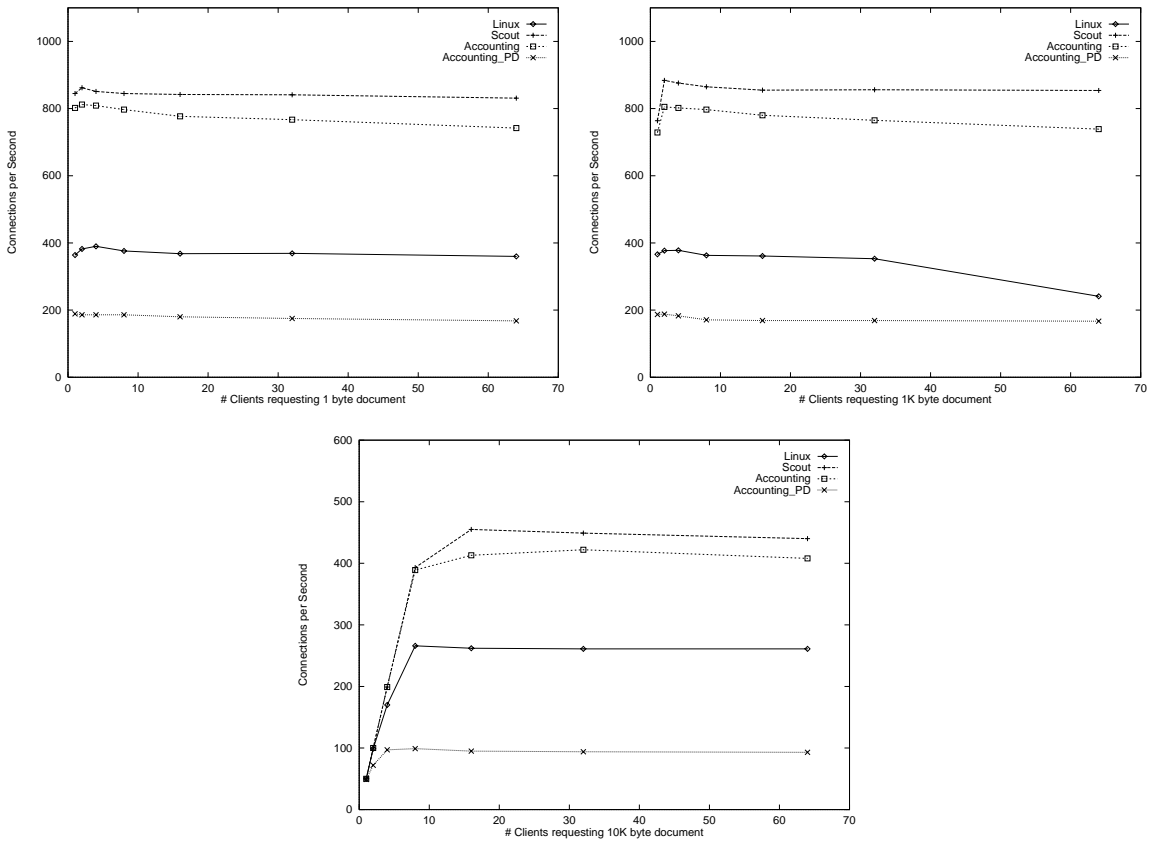 1000
800
600
400
200
0
Connections per Second
Linux
Scout
Accounting
Accounting_PD
0 10 20 30 40 50 60 70
# Clients requesting 1 byte document
1000
800
600
400
200
0
Connections per Second
Linux
Scout
Accounting
Accounting_PD
0 10 20 30 40 50 60 70
# Clients requesting 1K byte document
600
500
400
300
200
100
0
Connections per Second
Linux
Scout
Accounting
Accounting_PD
0 10 20 30 40 50 60 70
# Clients requesting 10K byte document